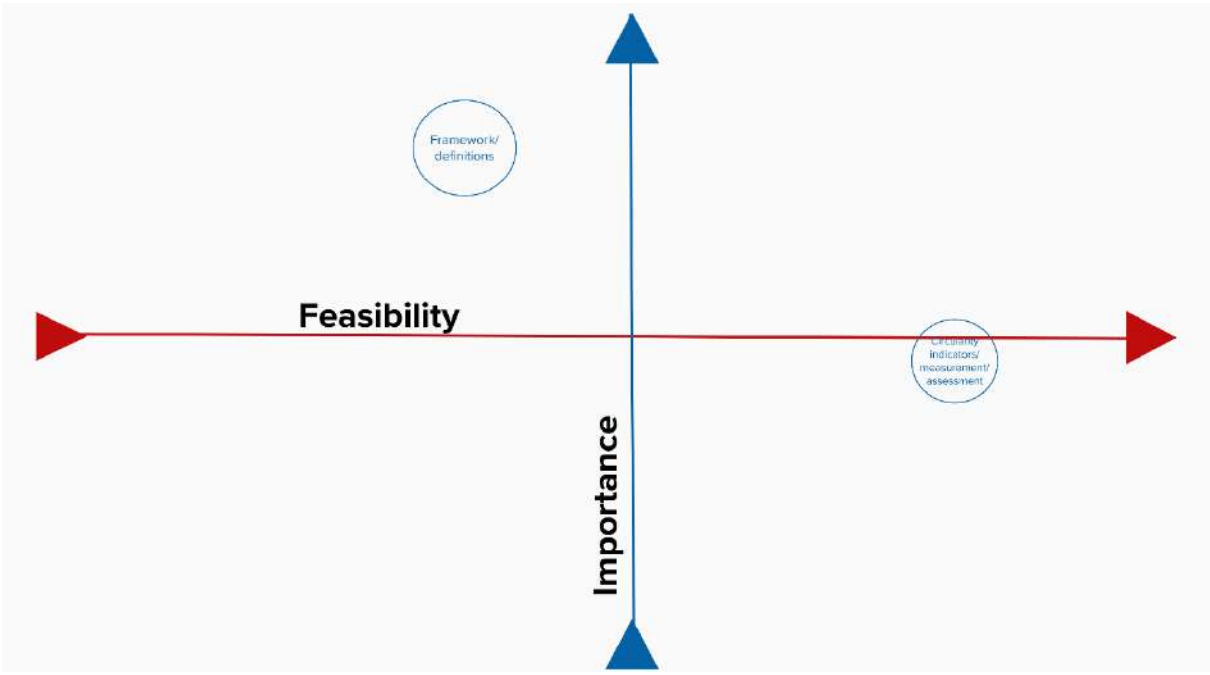 Framework/
definitions
Feasibility
Circularity
indicators/
measurement/
assessment
Importance